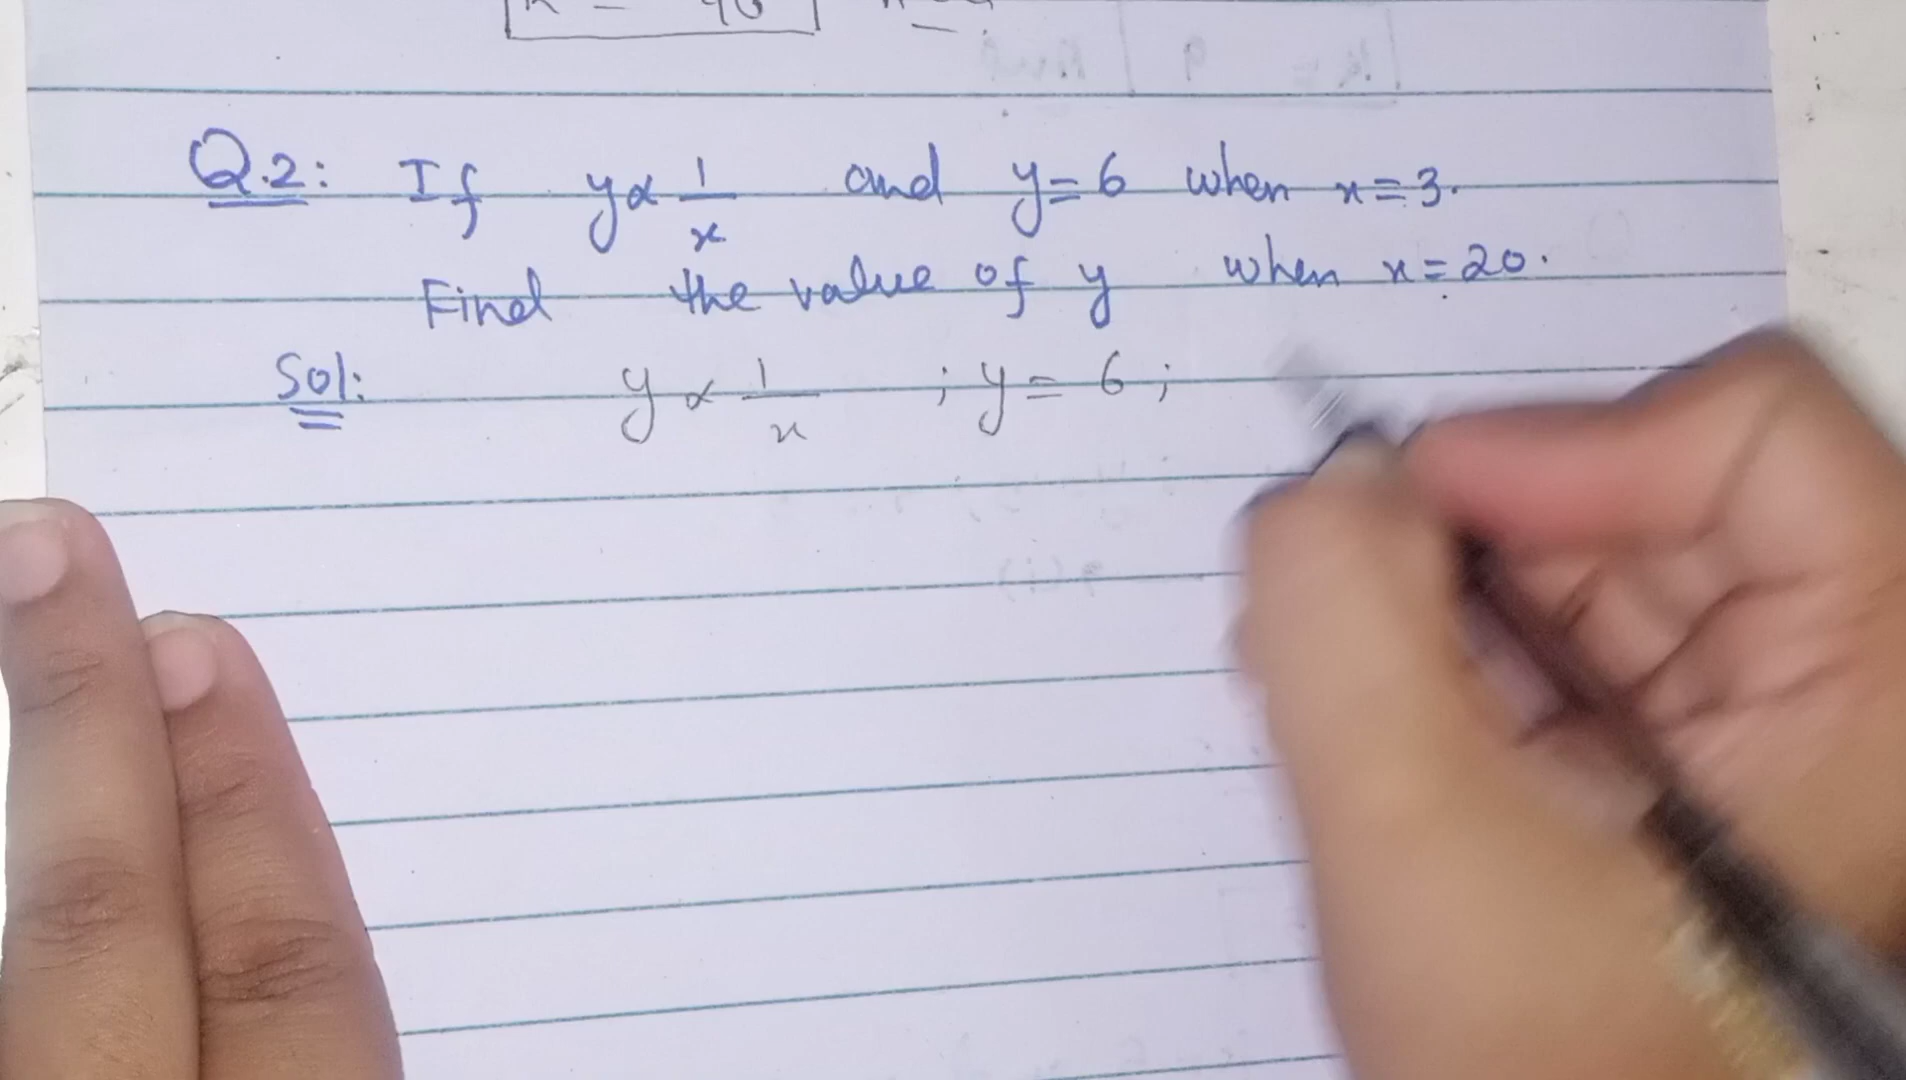 Q.2: If y∝1/x and y=6 when x=3.
Find the value of y when x=20.
Sol: y∝1/x ; y=6;